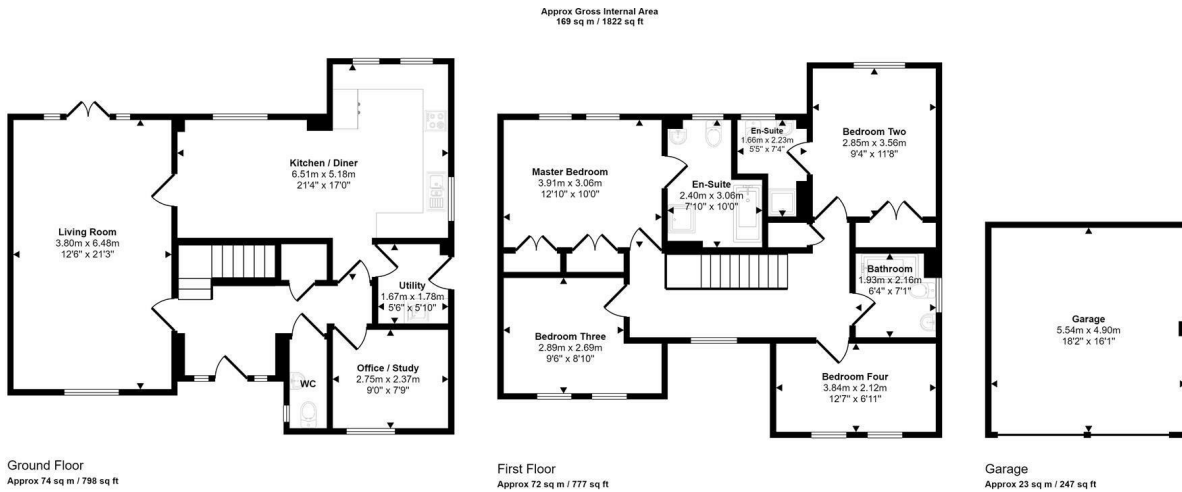 Approx Gross Internal Area
169 sq m / 1822 sq ft
Living Room
3.80m x 6.48m
12'6" x 21'3"
Kitchen / Diner
6.51m x 5.18m
21'4" x 17'0"
Utility
1.67m x 1.78m
5'6" x 5'10"
WC
Office / Study
2.75m x 2.37m
9'0" x 7'9"
Ground Floor
Approx 74 sq m / 798 sq ft
Master Bedroom
3.91m x 3.06m
12'10" x 10'0"
En-Suite
2.40m x 3.06m
7'10" x 10'0"
En-Suite
1.66m x 2.23m
5'5" x 7'4"
Bedroom Two
2.85m x 3.56m
9'4" x 11'8"
Bathroom
1.93m x 2.16m
6'4" x 7'1"
Bedroom Three
2.89m x 2.69m
9'6" x 8'10"
Bedroom Four
3.84m x 2.12m
12'7" x 6'11"
First Floor
Approx 72 sq m / 777 sq ft
Garage
5.54m x 4.90m
18'2" x 16'1"
Garage
Approx 23 sq m / 247 sq ft